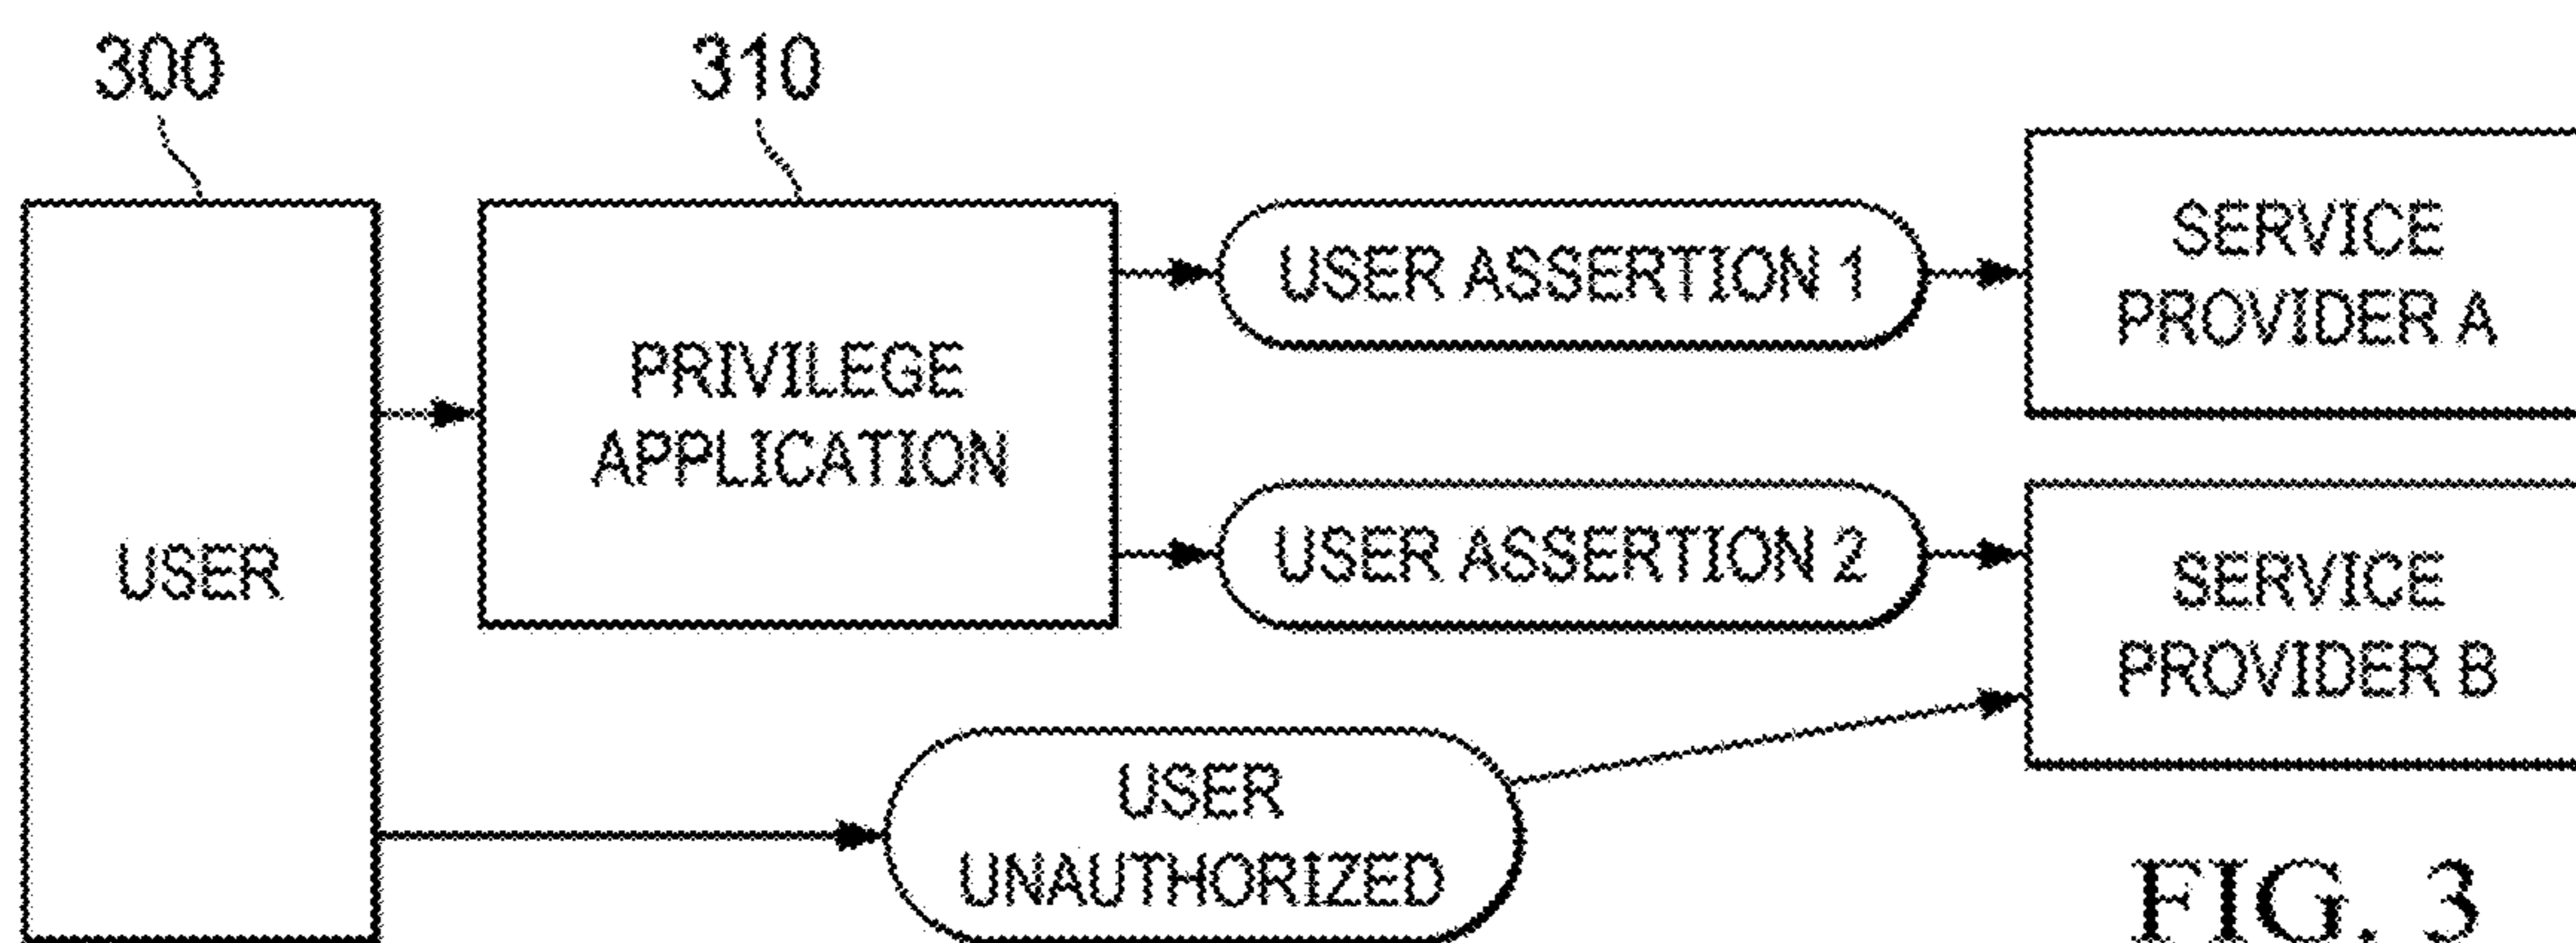 300
310
USER
PRIVILEGE
APPLICATION
USER ASSERTION 1
SERVICE
PROVIDER A
USER ASSERTION 2
SERVICE
PROVIDER B
USER
UNAUTHORIZED
FIG. 3